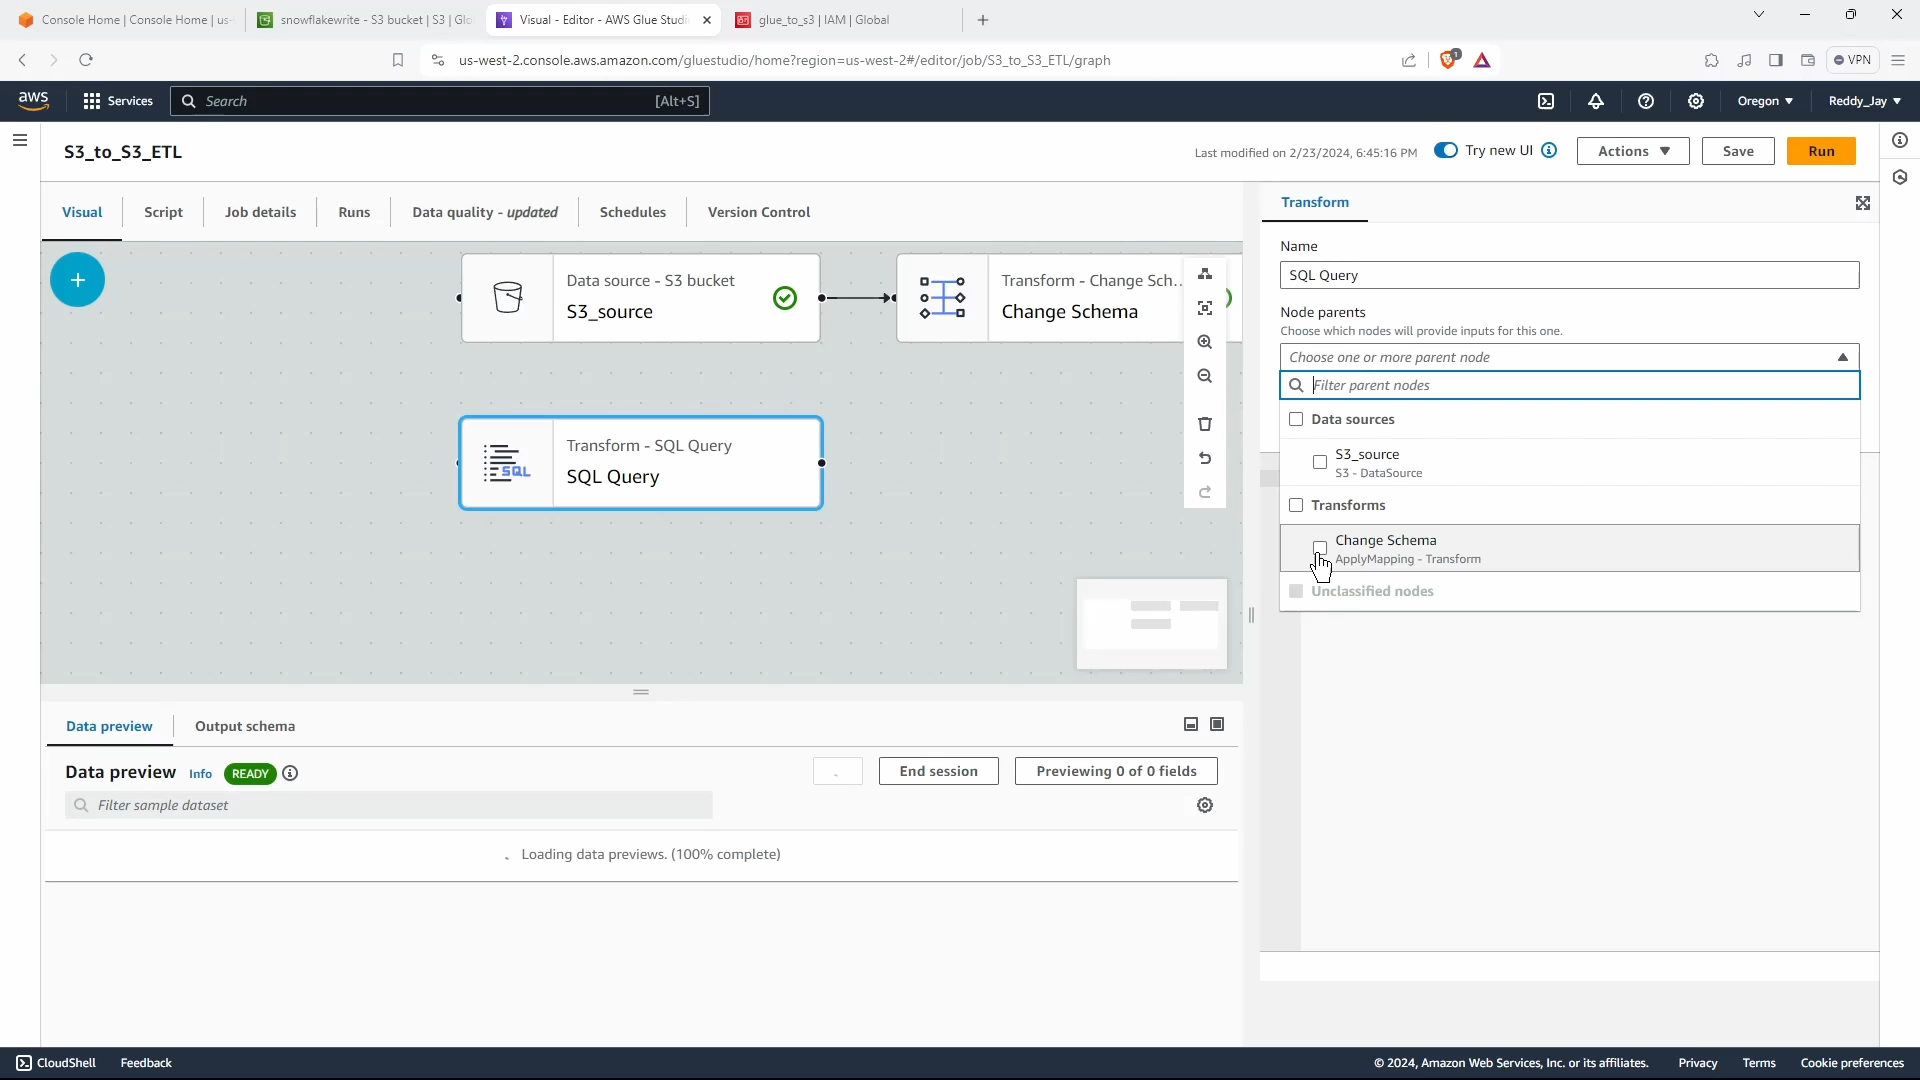 Console Home | Console Home | us-
snowflakewrite - S3 bucket | S3 | Glo
Visual - Editor - AWS Glue Studi
glue_to_s3 | IAM | Global
us-west-2.console.aws.amazon.com/gluestudio/home?region=us-west-2#/editor/job/S3_to_S3_ETL/graph
1
VPN
aws
Services
Search
[Alt+S]
Oregon
Reddy_Jay
S3_to_S3_ETL
Last modified on 2/23/2024, 6:45:16 PM
Try new UI
Actions
Save
Run
Visual
Script
Job details
Runs
Data quality - updated
Schedules
Version Control
Data source - S3 bucket
S3_source
Transform - Change Sch...
Change Schema
Transform - SQL Query
SQL
SQL Query
Transform
Name
SQL Query
Node parents
Choose which nodes will provide inputs for this one.
Choose one or more parent node
Filter parent nodes
Data sources
S3_source
S3 - DataSource
Transforms
Change Schema
ApplyMapping - Transform
Unclassified nodes
Data preview
Output schema
Data preview
Info
READY
End session
Previewing 0 of 0 fields
Filter sample dataset
Loading data previews. (100% complete)
CloudShell
Feedback
© 2024, Amazon Web Services, Inc. or its affiliates.
Privacy
Terms
Cookie preferences